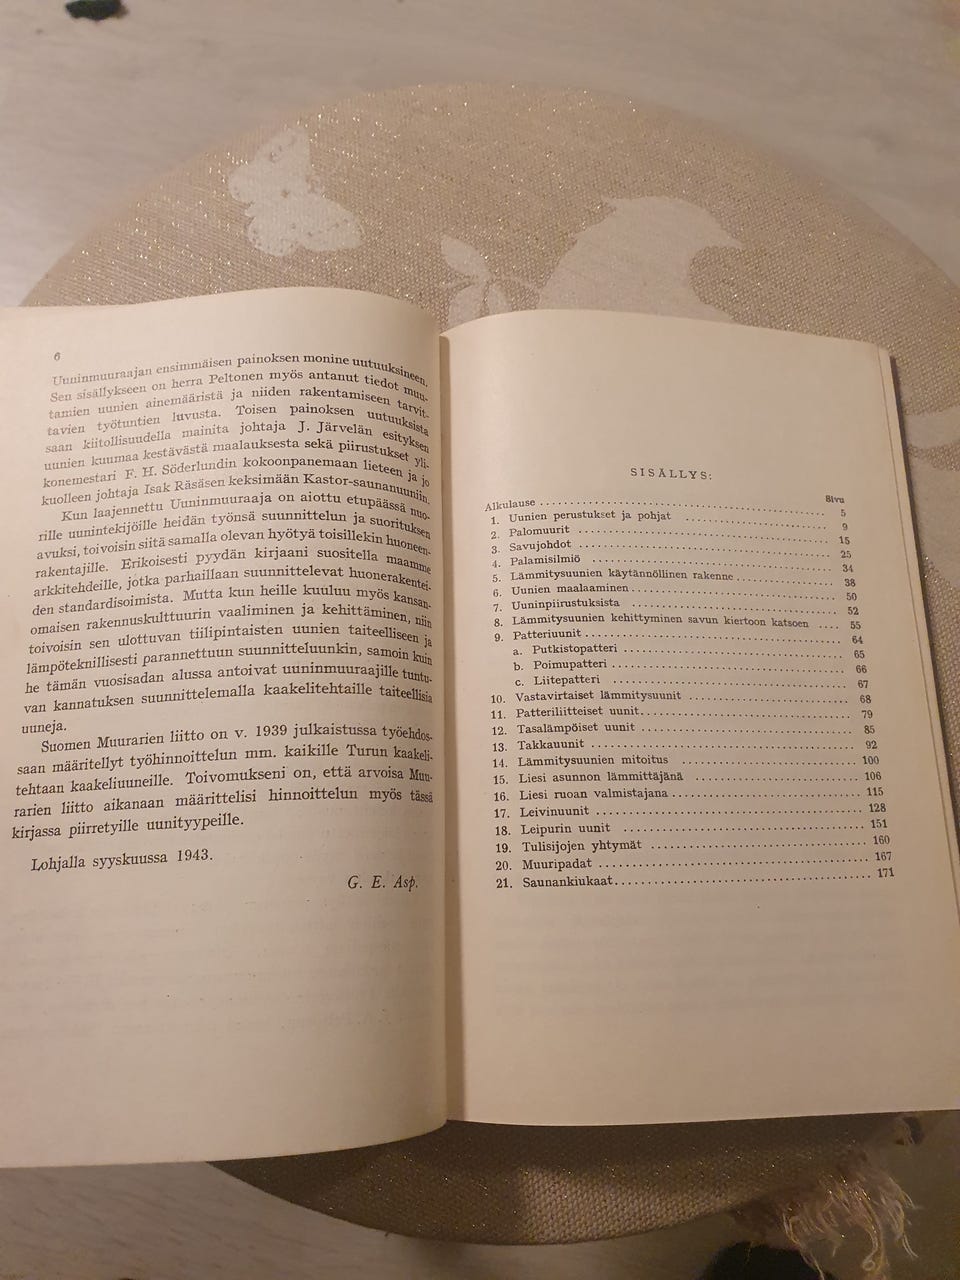 6
Uuninmuuraajan ensimmäisen painoksen monine uutuuksineen.
Sen sisällykseen on herra Peltonen myös antanut tiedot muu-
tamien uunien ainemääristä ja niiden rakentamiseen tarvit-
tavien työtuntien luvusta. Toisen painoksen uutuuksista
saan kiitollisuudella mainita johtaja J. Järvelän esityksen
uunien kuumaa kestävästä maalauksesta sekä piirustukset yli-
konemestari F. H. Söderlundin kokoonpanemaan lieteen ja jo
kuolleen johtaja Isak Räsäsen keksimään Kastor-saunanuuniin.
Kun laajennettu Uuninmuuraaja on aiottu etupäässä nuo-
rille uunintekijöille heidän työnsä suunnittelun ja suorituksen
avuksi, toivoisin siitä samalla olevan hyötyä toisillekin huoneen-
rakentajille. Erikoisesti pyydän kirjaani suositella maamme
arkkitehdeille, jotka parhaillaan suunnittelevat huonerakentei-
den standardisoimista. Mutta kun heille kuuluu myös kansan-
omaisen rakennuskulttuurin vaaliminen ja kehittäminen, niin
toivoisin sen ulottuvan tiilipintaisten uunien taiteelliseen ja
lämpöteknillisesti parannettuun suunnitteluunkin, samoin kuin
he tämän vuosisadan alussa antoivat uuninmuuraajille tuntu-
van kannatuksen suunnittelemalla kaakelitehtaille taiteellisia
uuneja.
Suomen Muurarien liitto on v. 1939 julkaistussa työehdos-
saan määritellyt työhinnoittelun mm. kaikille Turun kaakeli-
tehtaan kaakeliuuneille. Toivomukseni on, että arvoisa Muu-
rarien liitto aikanaan määrittelisi hinnoittelun myös tässä
kirjassa piirretyille uunityypeille.
Lohjalla syyskuussa 1943.
G. E. Asp.
SISÄLLYS:
Sivu
Alkulause .......... 5
1. Uunien perustukset ja pohjat .......... 9
2. Palomuurit .......... 15
3. Savujohdot .......... 25
4. Palamisilmiö .......... 34
5. Lämmitysuunien käytännöllinen rakenne .......... 38
6. Uunien maalaaminen .......... 50
7. Uuninpiirustuksista .......... 52
8. Lämmitysuunien kehittyminen savun kiertoon katsoen .... 55
9. Patteriuunit .......... 64
a. Putkistopatteri .......... 65
b. Poimupatteri .......... 66
c. Liitepatteri .......... 67
10. Vastavirtaiset lämmitysuunit .......... 68
11. Patteriliitteiset uunit .......... 79
12. Tasalämpöiset uunit .......... 85
13. Takkauunit .......... 92
14. Lämmitysuunien mitoitus .......... 100
15. Liesi asunnon lämmittäjänä .......... 106
16. Liesi ruoan valmistajana .......... 115
17. Leivinuunit .......... 128
18. Leipurin uunit .......... 151
19. Tulisijojen yhtymät .......... 160
20. Muuripadat .......... 167
21. Saunankiukaat .......... 171